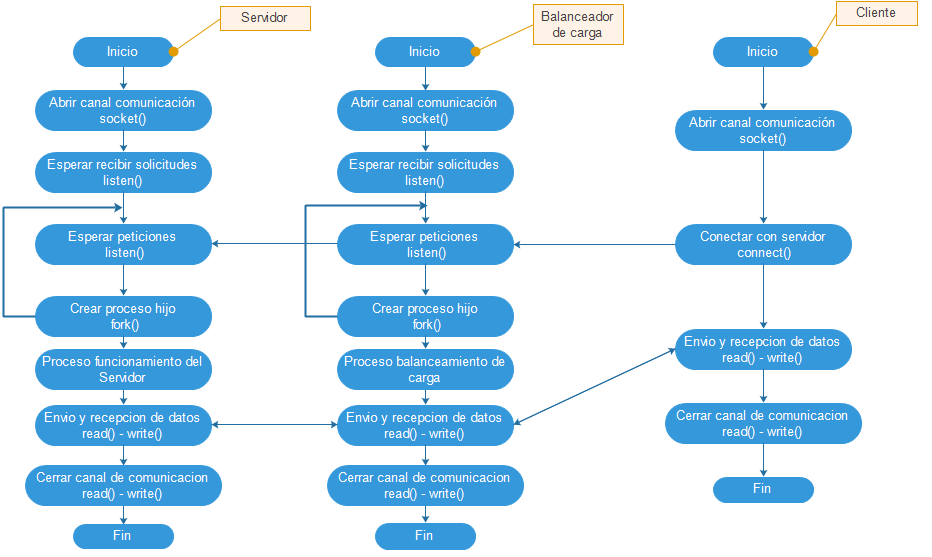 Servidor
Inicio
Abrir canal comunicación
socket()
Esperar recibir solicitudes
listen()
Esperar peticiones
listen()
Crear proceso hijo
fork()
Proceso funcionamiento del
Servidor
Envio y recepcion de datos
read() - write()
Cerrar canal de comunicacion
read() - write()
Fin
Balanceador
de carga
Inicio
Abrir canal comunicación
socket()
Esperar recibir solicitudes
listen()
Esperar peticiones
listen()
Crear proceso hijo
fork()
Proceso balanceamiento de
carga
Envio y recepcion de datos
read() - write()
Cerrar canal de comunicacion
read() - write()
Fin
Cliente
Inicio
Abrir canal comunicación
socket()
Conectar con servidor
connect()
Envio y recepcion de datos
read() - write()
Cerrar canal de comunicacion
read() - write()
Fin